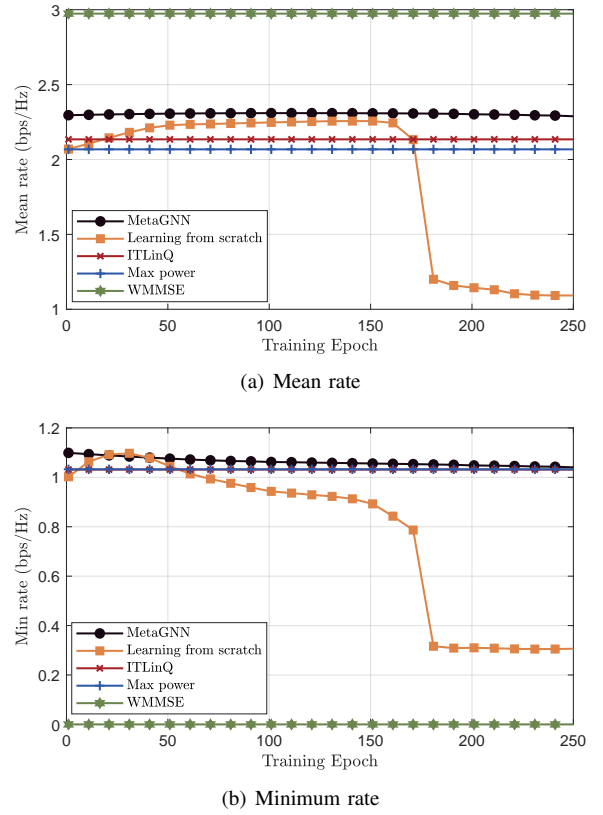 3
2.5
2
1.5
1
Mean rate (bps/Hz)
MetaGNN
Learning from scratch
ITLinQ
Max power
WMMSE
0 50 100 150 200 250
Training Epoch
(a) Mean rate
1.2
1
0.8
0.6
0.4
0.2
0
Min rate (bps/Hz)
MetaGNN
Learning from scratch
ITLinQ
Max power
WMMSE
0 50 100 150 200 250
Training Epoch
(b) Minimum rate